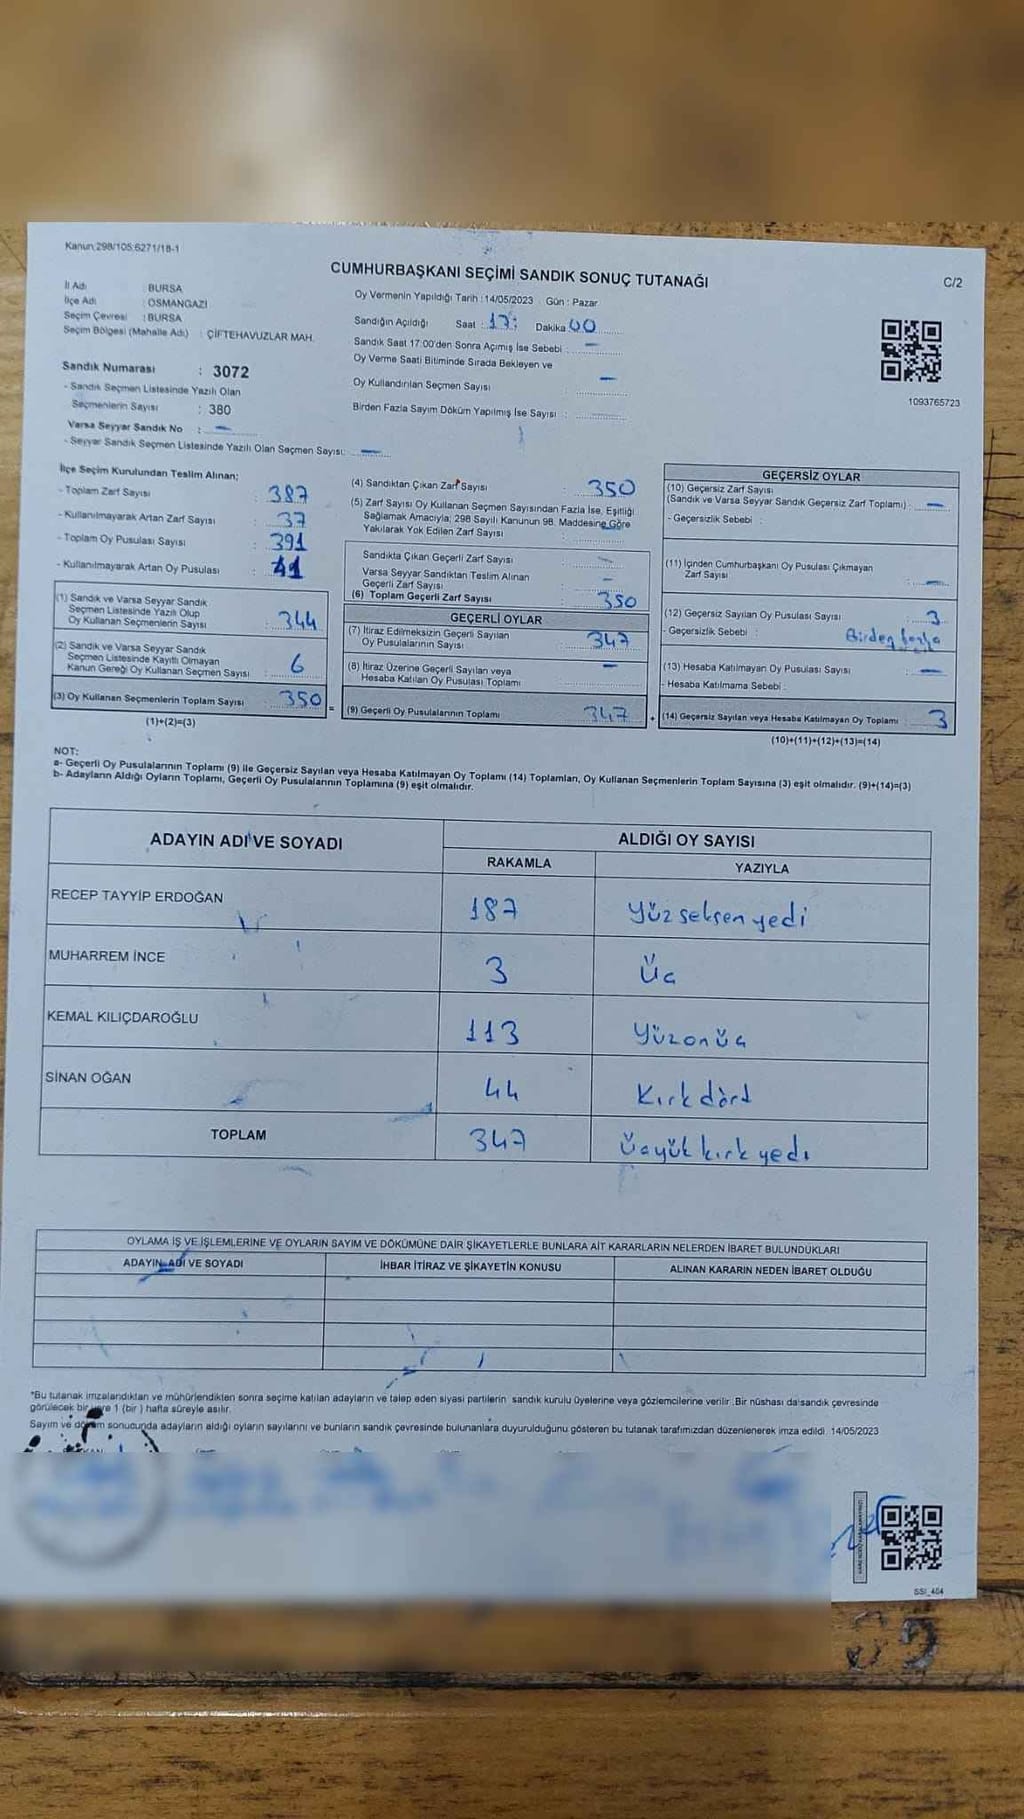 Kanun:298/105;6271/18-1
CUMHURBAŞKANI SEÇİMİ SANDIK SONUÇ TUTANAĞI
C/2
İl Adı : BURSA
İlçe Adı : OSMANGAZİ
Seçim Çevresi : BURSA
Seçim Bölgesi (Mahalle Adı) : ÇİFTEHAVUZLAR MAH.
Sandık Numarası : 3072
- Sandık Seçmen Listesinde Yazılı Olan
Seçmenlerin Sayısı : 380
Varsa Seyyar Sandık No : —
- Seyyar Sandık Seçmen Listesinde Yazılı Olan Seçmen Sayısı: —
Oy Vermenin Yapıldığı Tarih : 14/05/2023 Gün : Pazar
Sandığın Açıldığı Saat : 17: Dakika 00
Sandık Saat 17:00'den Sonra Açımış İse Sebebi : —
Oy Verme Saati Bitiminde Sırada Bekleyen ve
Oy Kullandırılan Seçmen Sayısı —
Birden Fazla Sayım Döküm Yapılmış İse Sayısı :
1093765723
İlçe Seçim Kurulundan Teslim Alınan;
- Toplam Zarf Sayısı : 387
- Kullanılmayarak Artan Zarf Sayısı : 37
- Toplam Oy Pusulası Sayısı : 391
- Kullanılmayarak Artan Oy Pusulası : 41
(1) Sandık ve Varsa Seyyar Sandık
Seçmen Listesinde Yazılı Olup
Oy Kullanan Seçmenlerin Sayısı : 344
(2) Sandık ve Varsa Seyyar Sandık
Seçmen Listesinde Kayıtlı Olmayan
Kanun Gereği Oy Kullanan Seçmen Sayısı : 6
(3) Oy Kullanan Seçmenlerin Toplam Sayısı : 350
(1)+(2)=(3)
(4) Sandıktan Çıkan Zarf Sayısı : 350
(5) Zarf Sayısı Oy Kullanan Seçmen Sayısından Fazla İse, Eşitliği
Sağlamak Amacıyla; 298 Sayılı Kanunun 98. Maddesine Göre
Yakılarak Yok Edilen Zarf Sayısı : —
Sandıkta Çıkan Geçerli Zarf Sayısı : —
Varsa Seyyar Sandıktan Teslim Alınan
Geçerli Zarf Sayısı : —
(6) Toplam Geçerli Zarf Sayısı : 350
GEÇERLİ OYLAR
(7) İtiraz Edilmeksizin Geçerli Sayılan
Oy Pusulasının Sayısı : 347
(8) İtiraz Üzerine Geçerli Sayılan veya
Hesaba Katılan Oy Pusulası Toplamı : —
(9) Geçerli Oy Pusulalarının Toplamı : 347
=
+
GEÇERSİZ OYLAR
(10) Geçersiz Zarf Sayısı
(Sandık ve Varsa Seyyar Sandık Geçersiz Zarf Toplamı) : —
- Geçersizlik Sebebi :
(11) İçinden Cumhurbaşkanı Oy Pusulası Çıkmayan
Zarf Sayısı : —
(12) Geçersiz Sayılan Oy Pusulası Sayısı : 3
- Geçersizlik Sebebi : Birden fazla
(13) Hesaba Katılmayan Oy Pusulası Sayısı : —
- Hesaba Katılmama Sebebi :
(14) Geçersiz Sayılan veya Hesaba Katılmayan Oy Toplamı : 3
(10)+(11)+(12)+(13)=(14)
NOT:
a- Geçerli Oy Pusulalarının Toplamı (9) ile Geçersiz Sayılan veya Hesaba Katılmayan Oy Toplamı (14) Toplamları, Oy Kullanan Seçmenlerin Toplam Sayısına (3) eşit olmalıdır. (9)+(14)=(3)
b- Adayların Aldığı Oyların Toplamı, Geçerli Oy Pusulalarının Toplamına (9) eşit olmalıdır.
ADAYIN ADI VE SOYADI
ALDIĞI OY SAYISI
RAKAMLA YAZIYLA
RECEP TAYYİP ERDOĞAN 187 Yüz seksen yedi
MUHARREM İNCE 3 Üç
KEMAL KILIÇDAROĞLU 113 Yüzonüç
SİNAN OĞAN 44 Kırk dört
TOPLAM 347 Üçyük kırk yedi
OYLAMA İŞ VE İŞLEMLERİNE VE OYLARIN SAYIM VE DÖKÜMÜNE DAİR ŞİKAYETLERLE BUNLARA AİT KARARLARIN NELERDEN İBARET BULUNDUKLARI
ADAYIN ADI VE SOYADI İHBAR İTİRAZ VE ŞİKAYETİN KONUSU ALINAN KARARIN NEDEN İBARET OLDUĞU
*Bu tutanak imzalandıktan ve mühürlendikten sonra seçime katılan adayların ve talep eden siyasi partilerin sandık kurulu üyelerine veya gözlemcilerine verilir. Bir nüshası da sandık çevresinde
görülecek bir yere 1 (bir ) hafta süreyle asılır.
Sayım ve döküm sonucunda adayların aldığı oyların sayılarını ve bunların sandık çevresinde bulunanlara duyurulduğunu gösteren bu tutanak tarafımızdan düzenlenerek imza edildi. 14/05/2023
SSI_464